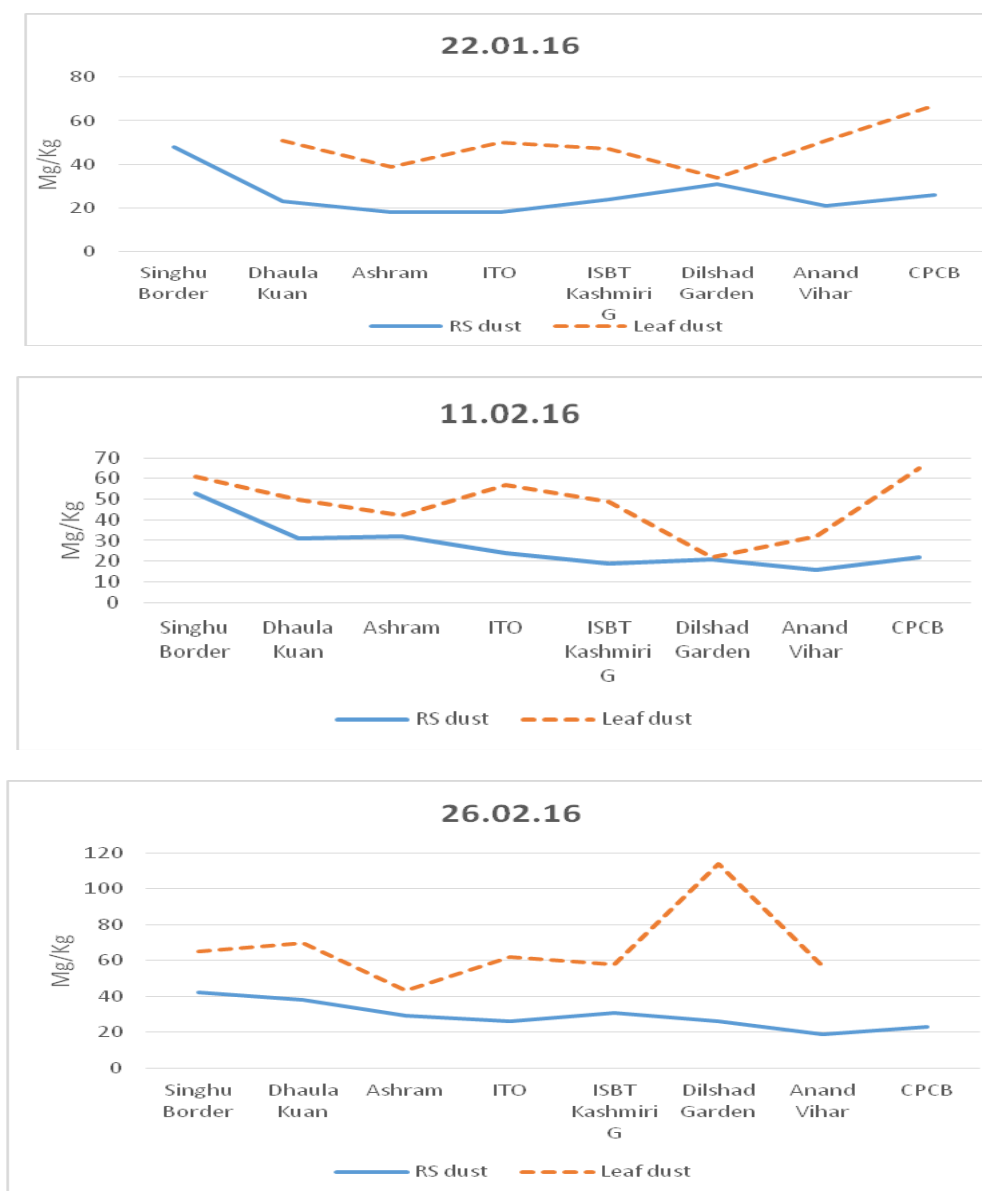 22.01.16
80
60
40
20
0
Mg/Kg
Singhu Dhaula Ashram ITO ISBT Dilshad Anand CPCB
Border Kuan Kashmiri Garden Vihar
G
RS dust Leaf dust
11.02.16
70
60
50
40
30
20
10
0
Mg/Kg
Singhu Dhaula Ashram ITO ISBT Dilshad Anand CPCB
Border Kuan Kashmiri Garden Vihar
G
RS dust Leaf dust
26.02.16
120
100
80
60
40
20
0
Mg/Kg
Singhu Dhaula Ashram ITO ISBT Dilshad Anand CPCB
Border Kuan Kashmiri Garden Vihar
G
RS dust Leaf dust